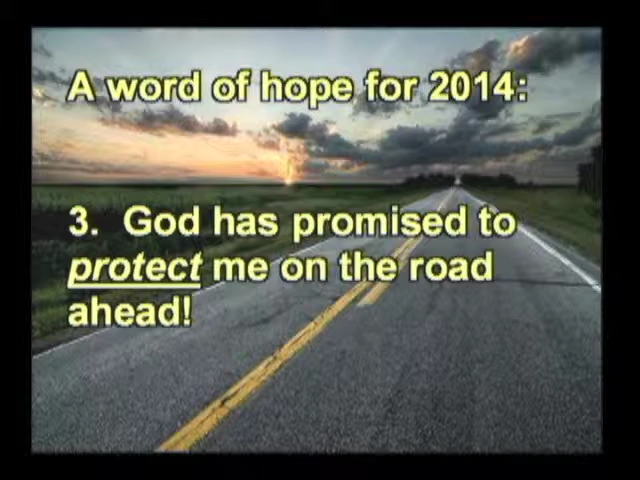 A word of hope for 2014:
3. God has promised to
protect me on the road
ahead!